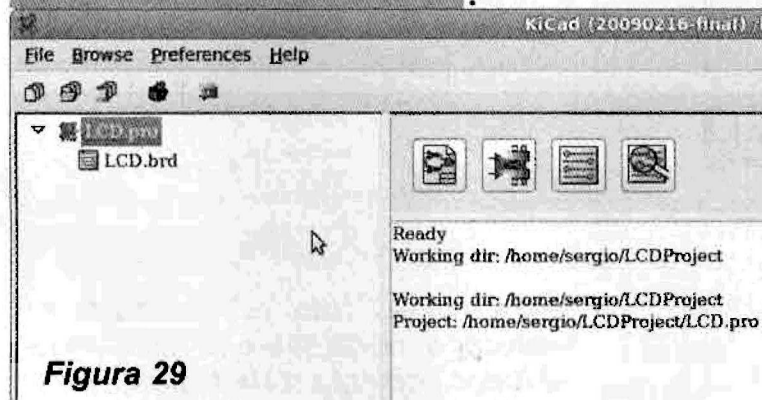 KiCad (20090216-final)
File Browse Preferences Help
LCD.pro
LCD.brd
Ready
Working dir: /home/sergio/LCDProject
Working dir: /home/sergio/LCDProject
Project: /home/sergio/LCDProject/LCD.pro
Figura 29